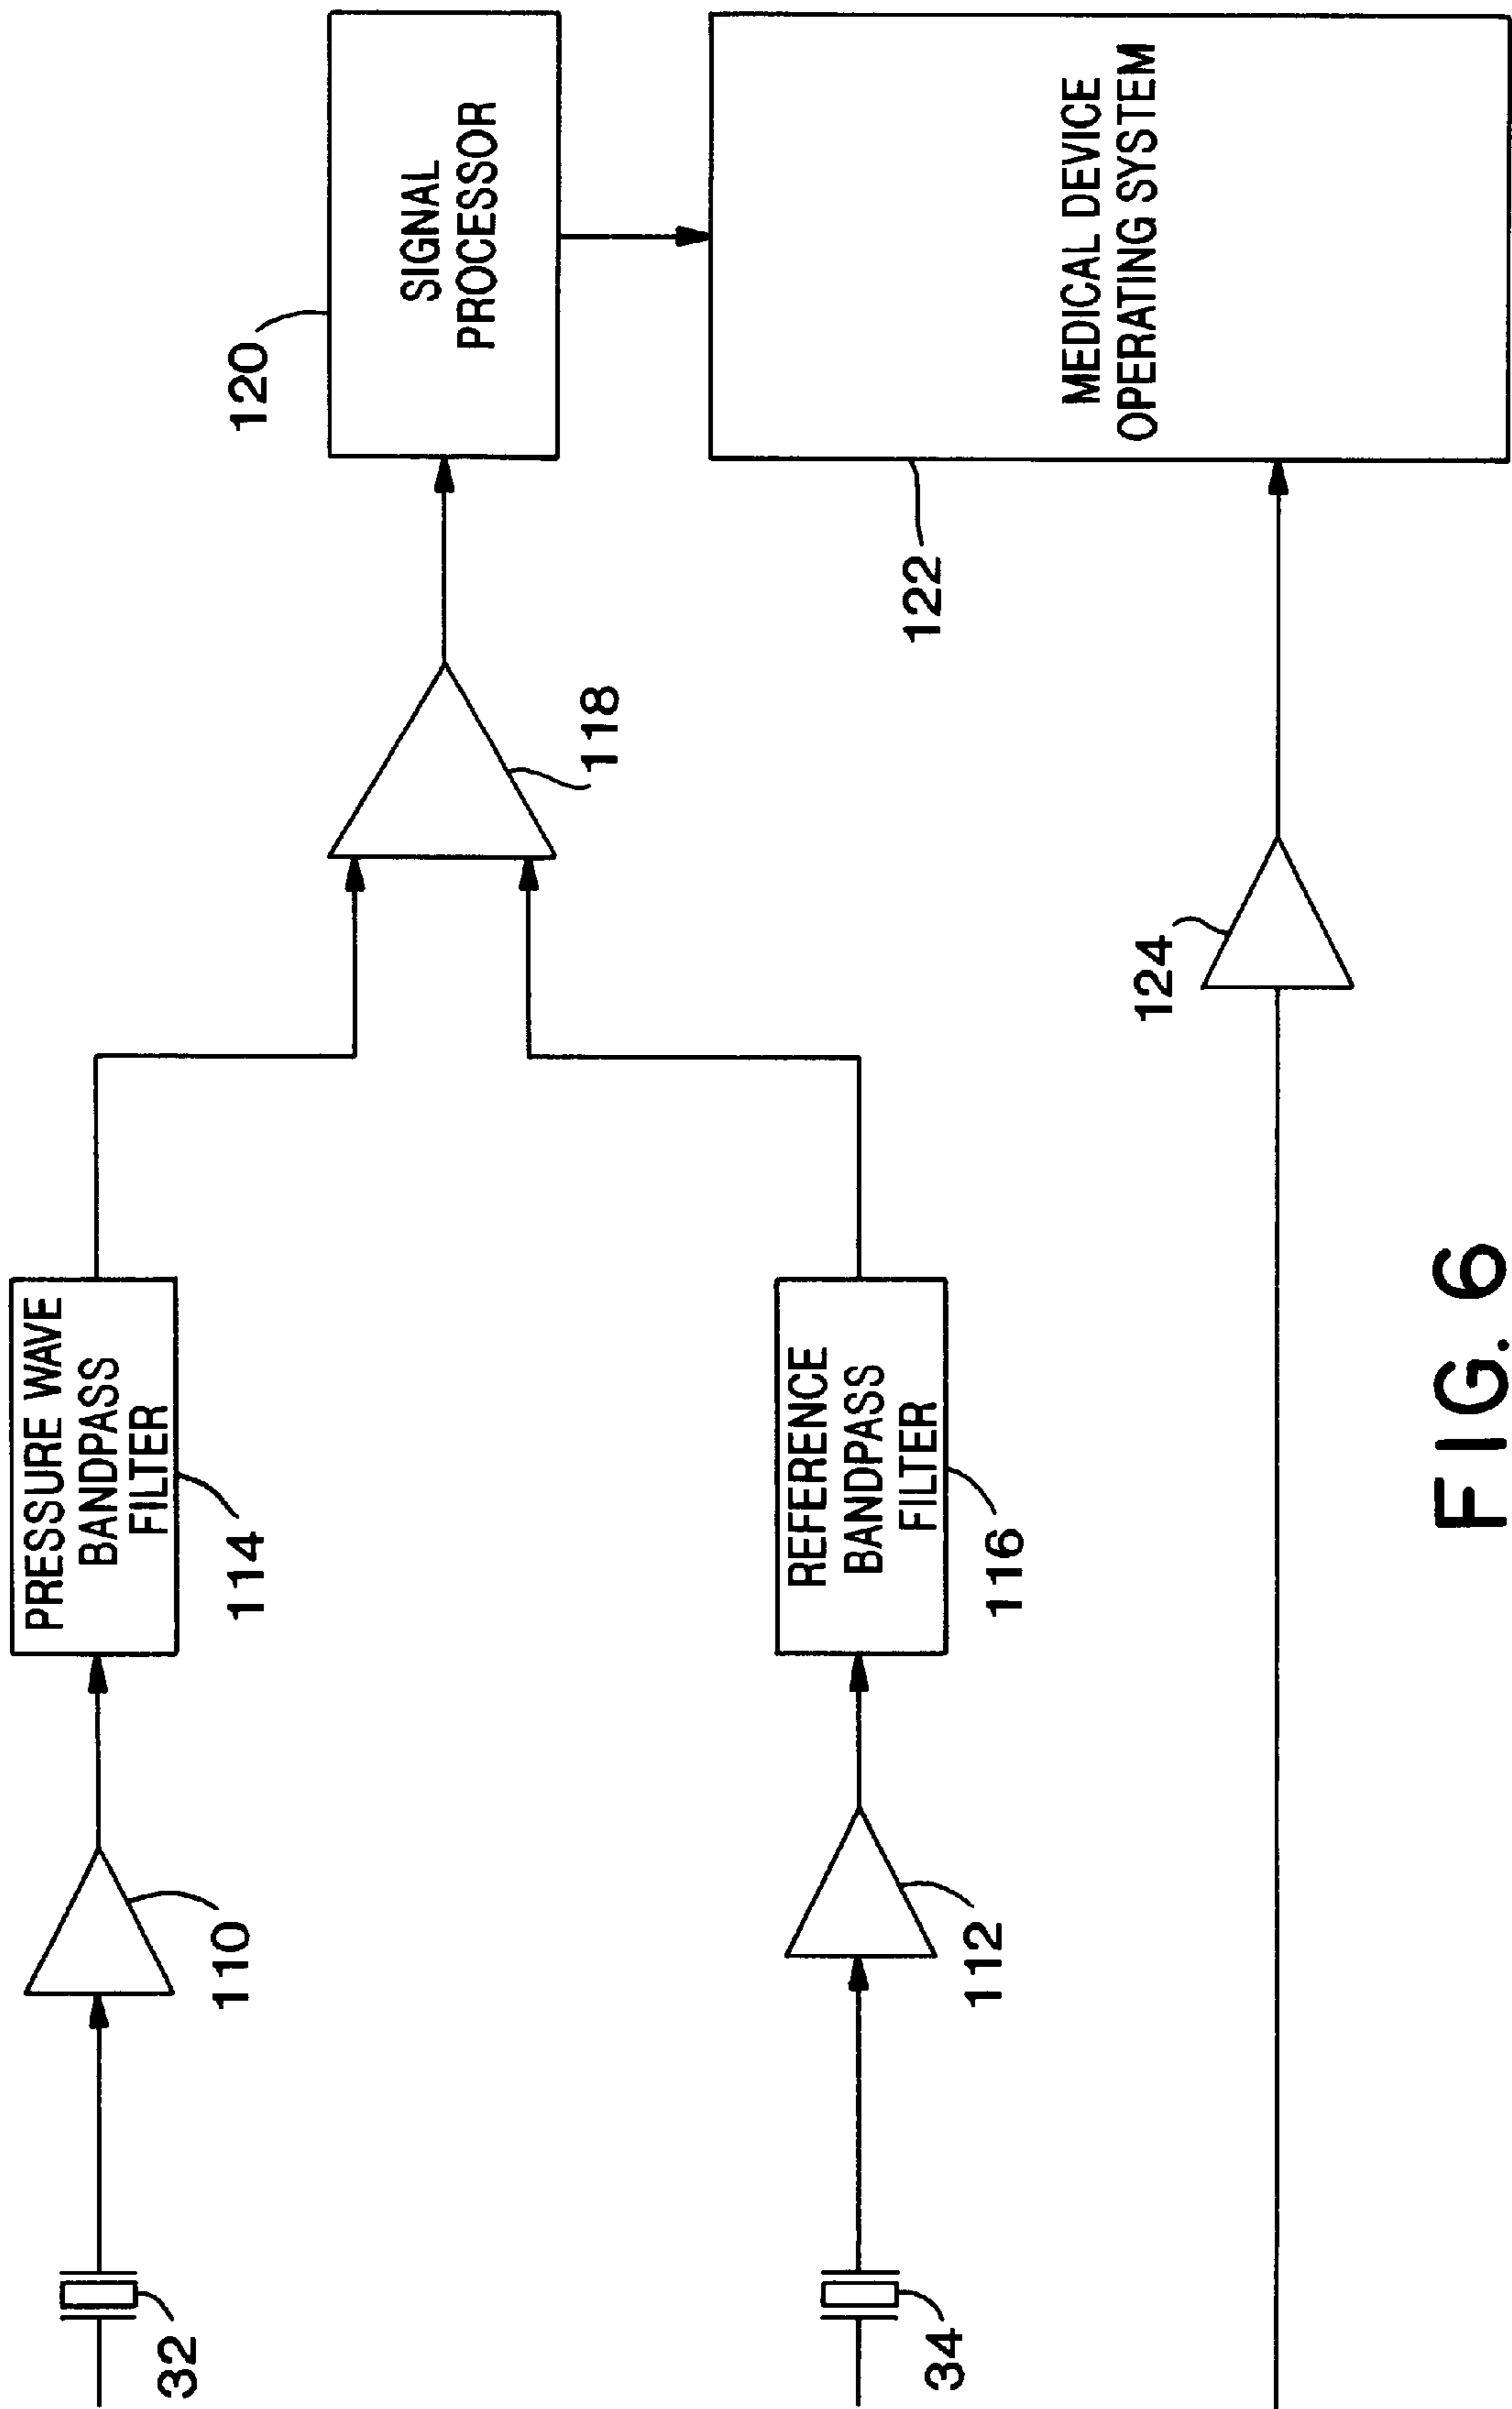 32
110
PRESSURE WAVE
BANDPASS
FILTER
114
118
120
SIGNAL
PROCESSOR
34
112
REFERENCE
BANDPASS
FILTER
116
122
MEDICAL DEVICE
OPERATING SYSTEM
124
FIG. 6